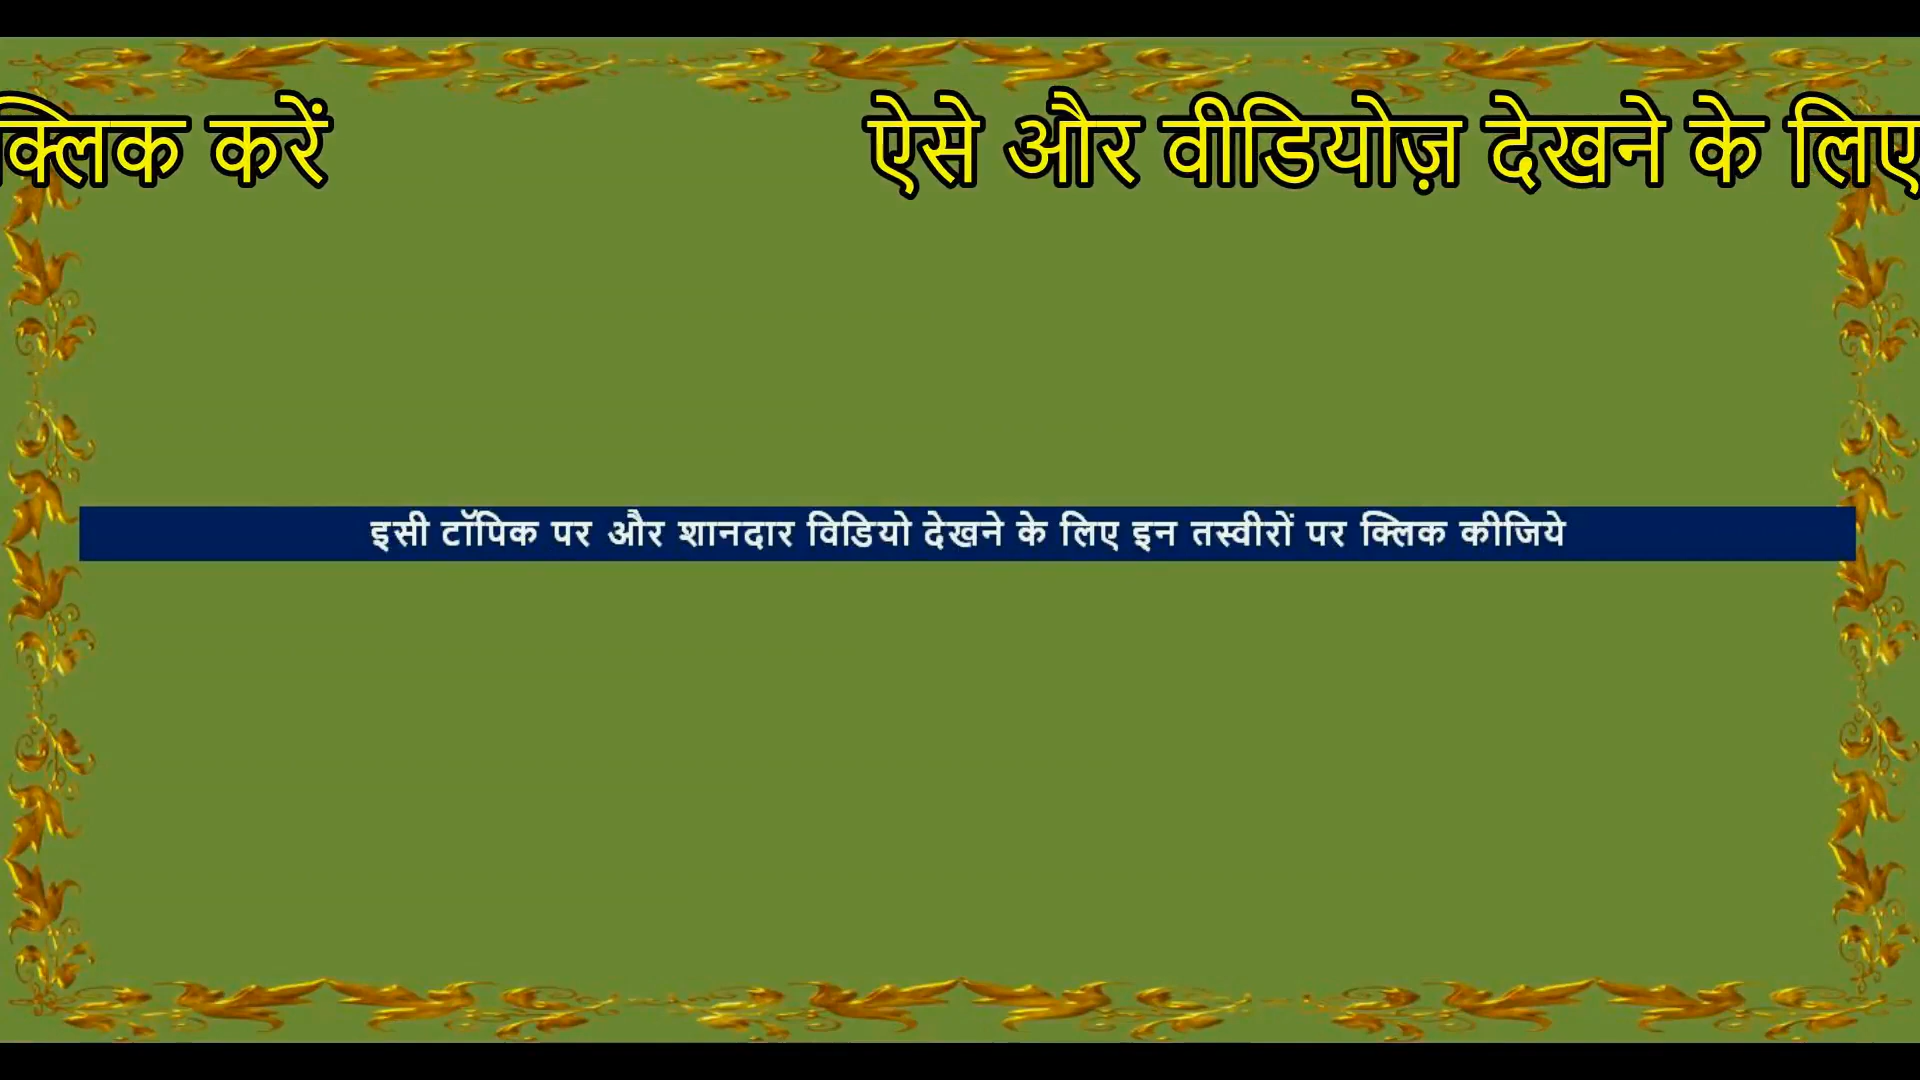 क्लिक करें ऐसे और वीडियोज़ देखने के लिए
इसी टॉपिक पर और शानदार विडियो देखने के लिए इन तस्वीरों पर क्लिक कीजिये